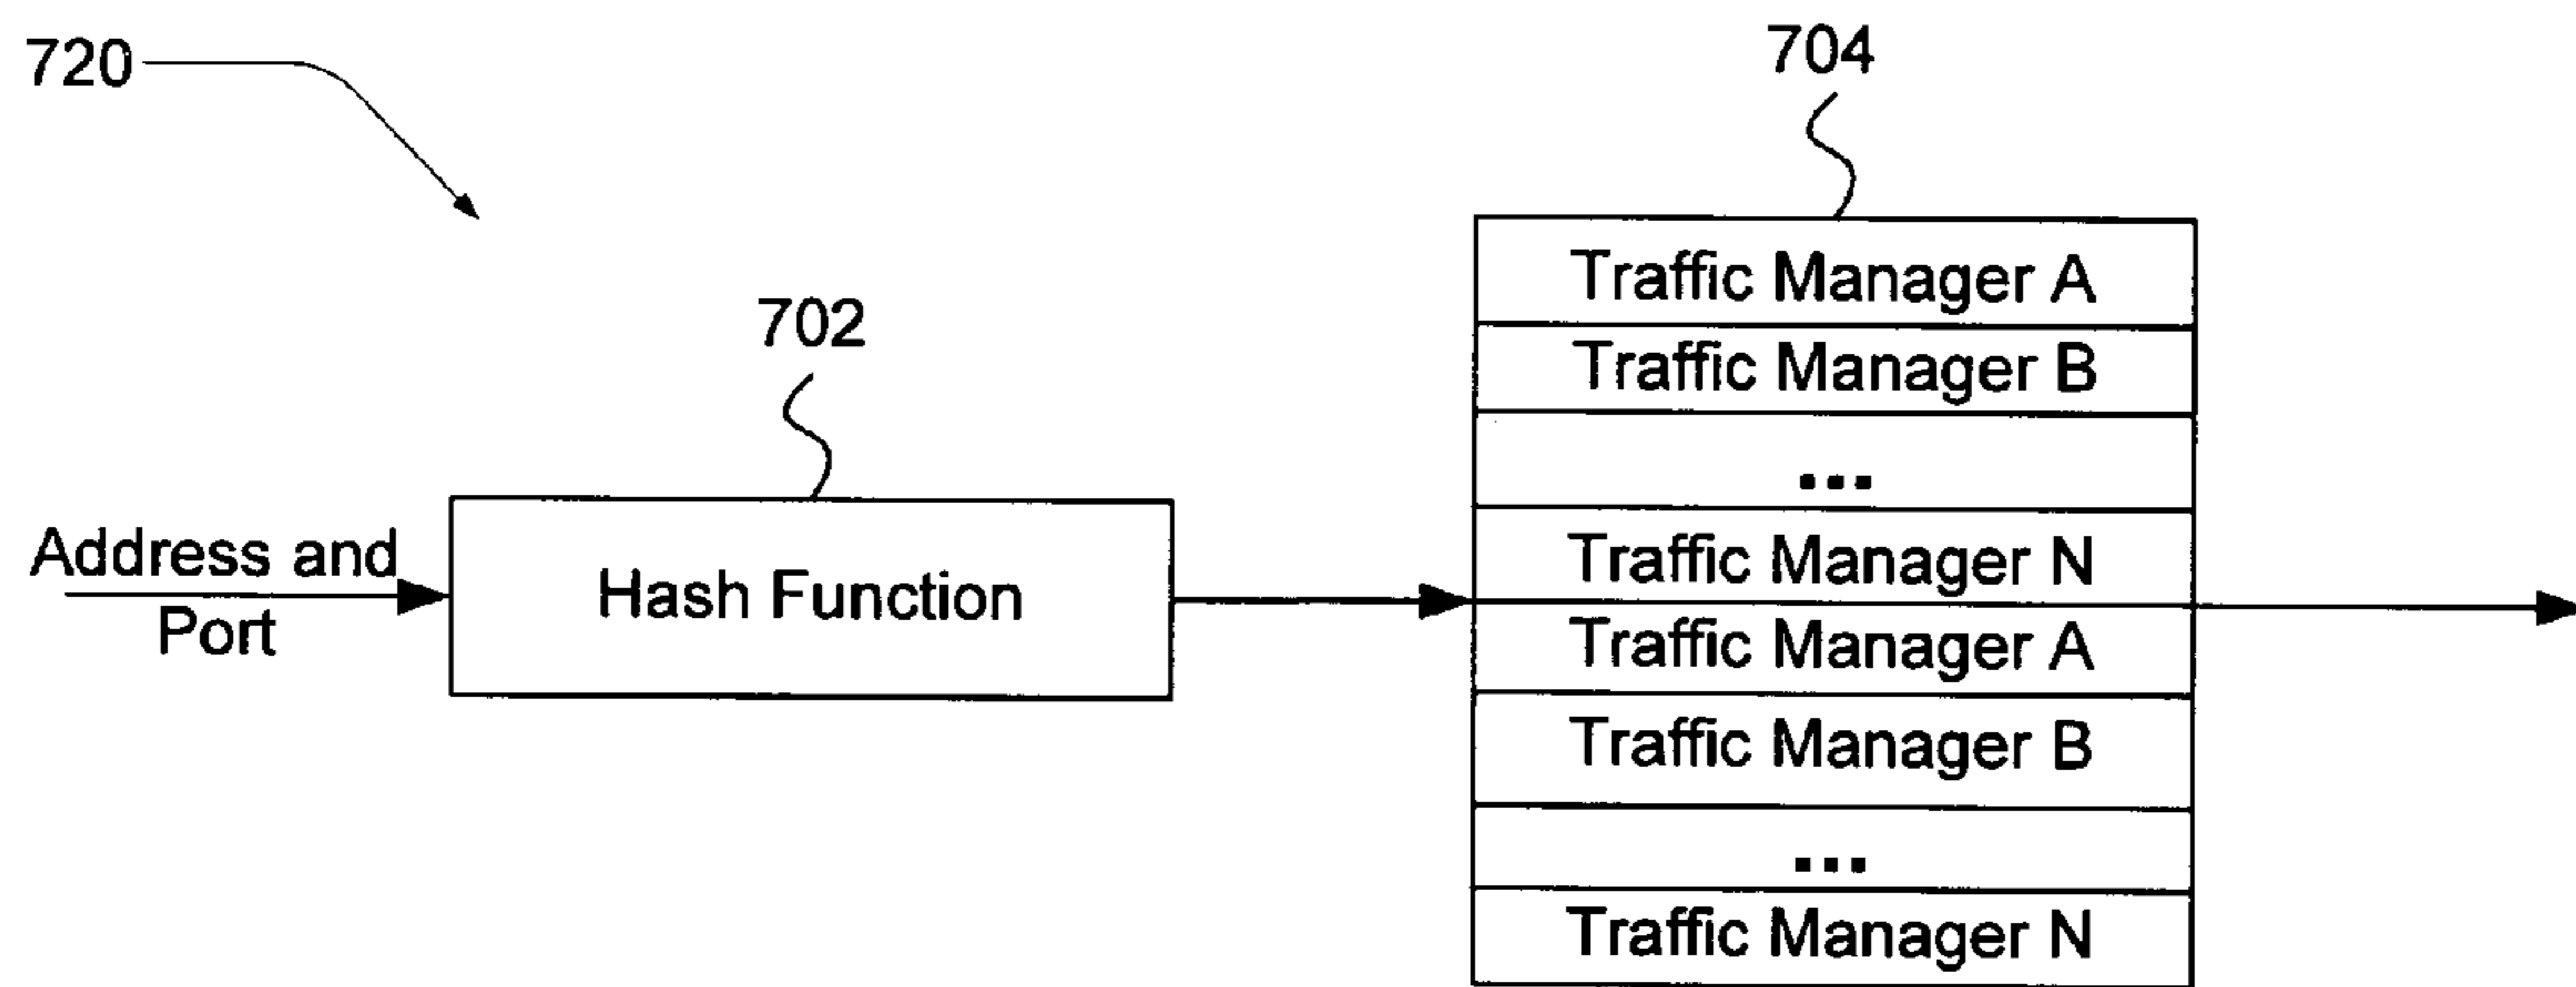 720
704
702
Address and
Port
Hash Function
Traffic Manager A
Traffic Manager B
...
Traffic Manager N
Traffic Manager A
Traffic Manager B
...
Traffic Manager N